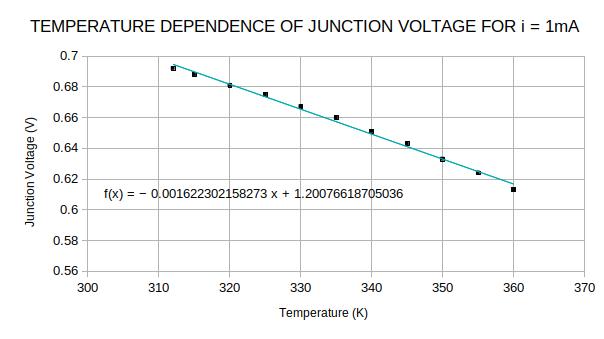 TEMPERATURE DEPENDENCE OF JUNCTION VOLTAGE FOR i = 1mA
0.7
0.68
0.66
0.64
0.62
0.6
0.58
0.56
Junction Voltage (V)
f(x) = − 0.001622302158273 x + 1.20076618705036
300 310 320 330 340 350 360 370
Temperature (K)